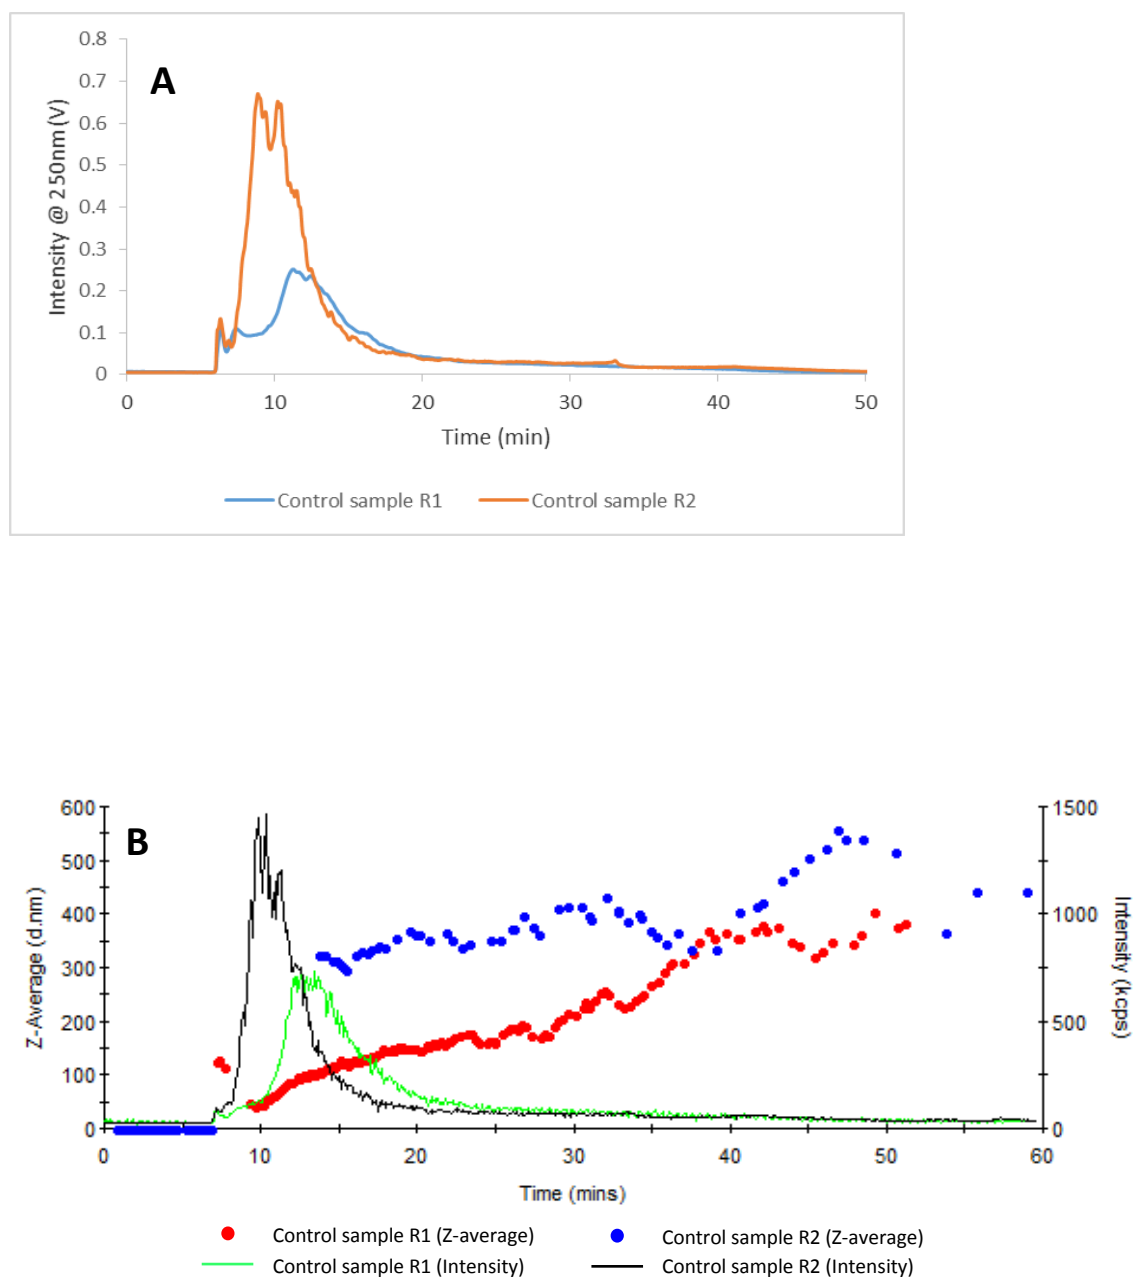 A
0.8
0.7
0.6
0.5
0.4
0.3
0.2
0.1
0
Intensity @ 250nm(V)
0 10 20 30 40 50
Time (min)
Control sample R1 Control sample R2
B
600
500
400
300
200
100
0
Z-Average (d.nm)
1500
1000
500
0
Intensity (kcps)
0 10 20 30 40 50 60
Time (mins)
Control sample R1 (Z-average) Control sample R2 (Z-average)
Control sample R1 (Intensity) Control sample R2 (Intensity)